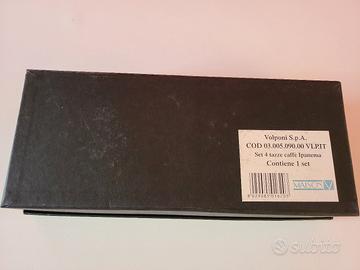 Volponi S.p.A.
COD 03.005.090.00 VLP.IT
Set 4 tazze caffè Ipanema
Contiene 1 set
MAISON V
subito